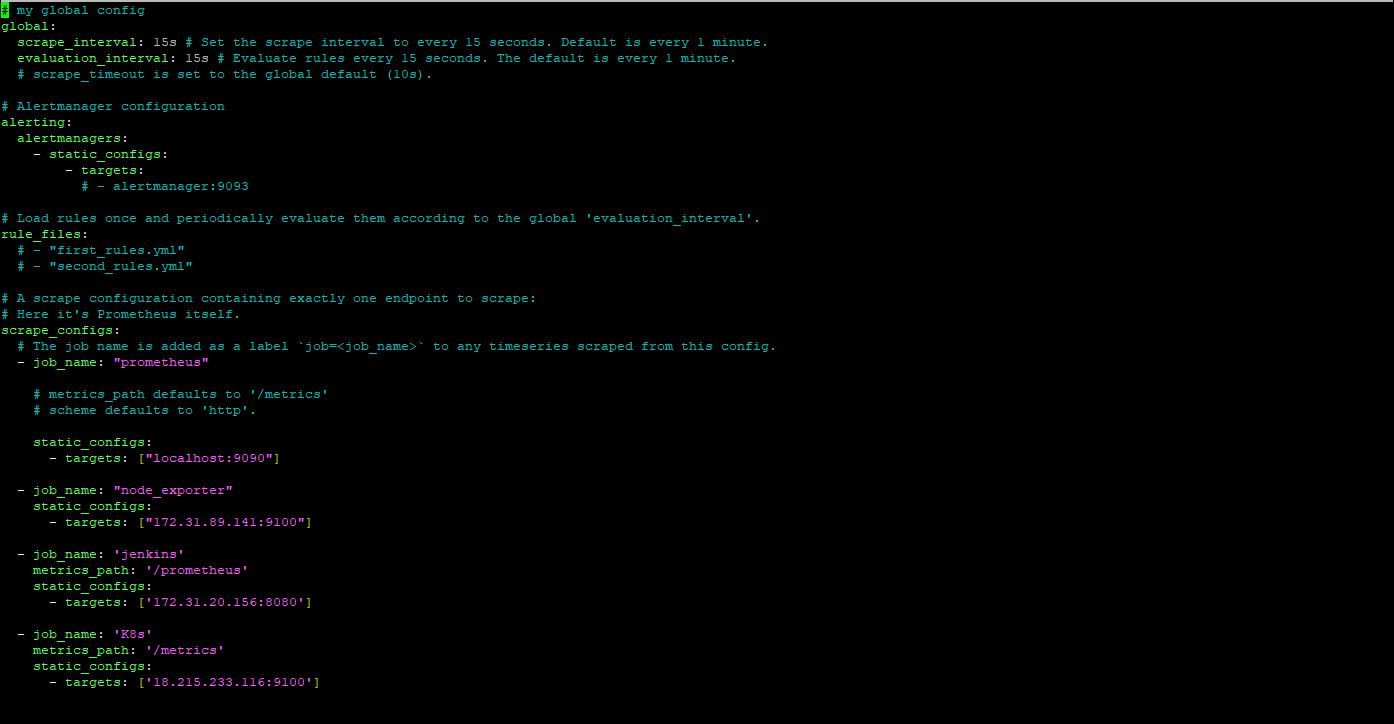 # my global config
global:
  scrape_interval: 15s # Set the scrape interval to every 15 seconds. Default is every 1 minute.
  evaluation_interval: 15s # Evaluate rules every 15 seconds. The default is every 1 minute.
  # scrape_timeout is set to the global default (10s).

# Alertmanager configuration
alerting:
  alertmanagers:
    - static_configs:
        - targets:
          # - alertmanager:9093

# Load rules once and periodically evaluate them according to the global 'evaluation_interval'.
rule_files:
  # - "first_rules.yml"
  # - "second_rules.yml"

# A scrape configuration containing exactly one endpoint to scrape:
# Here it's Prometheus itself.
scrape_configs:
  # The job name is added as a label `job=<job_name>` to any timeseries scraped from this config.
  - job_name: "prometheus"

    # metrics_path defaults to '/metrics'
    # scheme defaults to 'http'.

    static_configs:
      - targets: ["localhost:9090"]

  - job_name: "node_exporter"
    static_configs:
      - targets: ["172.31.89.141:9100"]

  - job_name: 'jenkins'
    metrics_path: '/prometheus'
    static_configs:
      - targets: ['172.31.20.156:8080']

  - job_name: 'K8s'
    metrics_path: '/metrics'
    static_configs:
      - targets: ['18.215.233.116:9100']